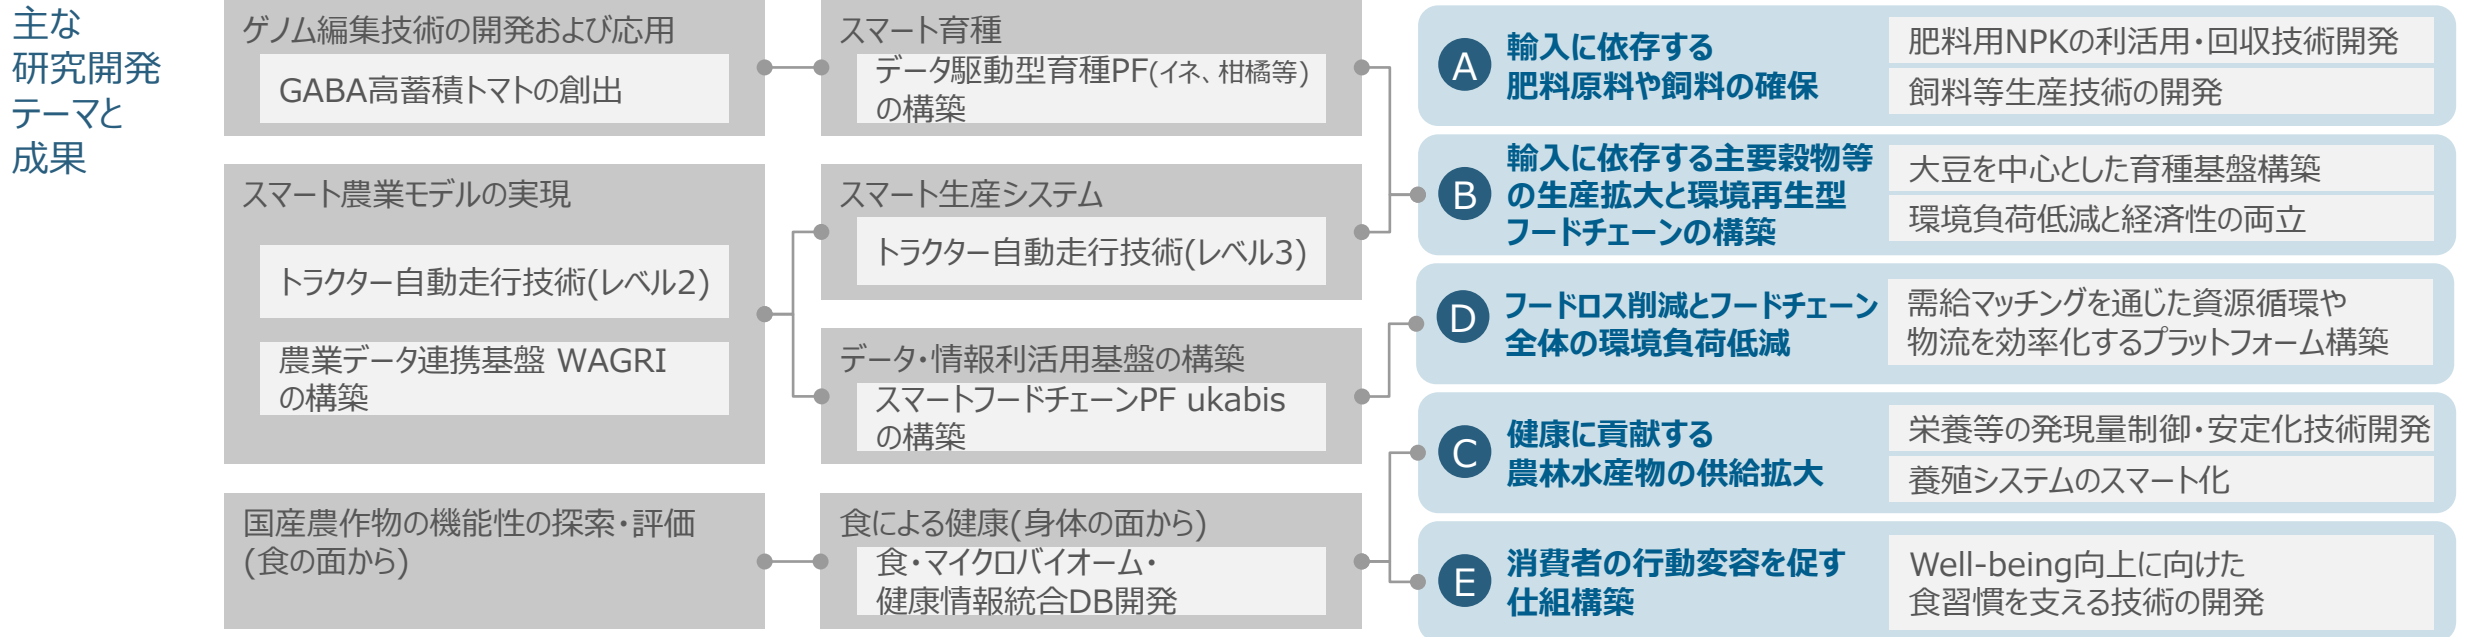 主な
研究開発
テーマと
成果
ゲノム編集技術の開発および応用
GABA高蓄積トマトの創出
スマート農業モデルの実現
トラクター自動走行技術(レベル2)
農業データ連携基盤 WAGRI
の構築
国産農作物の機能性の探索・評価
(食の面から)
スマート育種
データ駆動型育種PF(イネ、柑橘等)
の構築
スマート生産システム
トラクター自動走行技術(レベル3)
データ・情報利活用基盤の構築
スマートフードチェーンPF ukabis
の構築
食による健康(身体の面から)
食・マイクロバイオーム・
健康情報統合DB開発
A
輸入に依存する
肥料原料や飼料の確保
肥料用NPKの利活用・回収技術開発
飼料等生産技術の開発
B
輸入に依存する主要穀物等
の生産拡大と環境再生型
フードチェーンの構築
大豆を中心とした育種基盤構築
環境負荷低減と経済性の両立
D
フードロス削減とフードチェーン
全体の環境負荷低減
需給マッチングを通じた資源循環や
物流を効率化するプラットフォーム構築
C
健康に貢献する
農林水産物の供給拡大
栄養等の発現量制御・安定化技術開発
養殖システムのスマート化
E
消費者の行動変容を促す
仕組構築
Well-being向上に向けた
食習慣を支える技術の開発